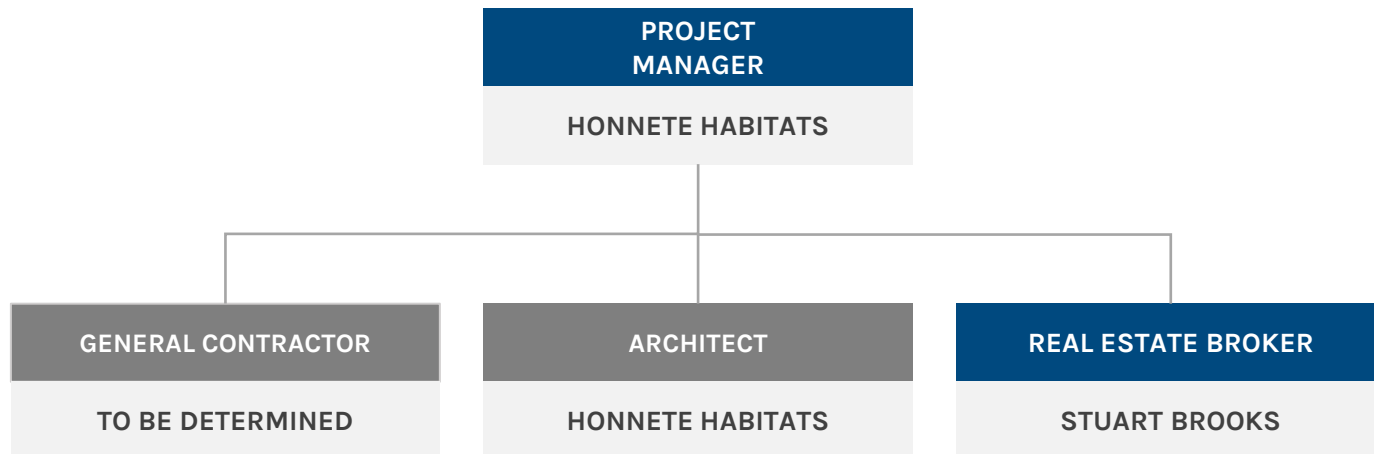 PROJECT
MANAGER
HONNETE HABITATS
GENERAL CONTRACTOR
TO BE DETERMINED
ARCHITECT
HONNETE HABITATS
REAL ESTATE BROKER
STUART BROOKS